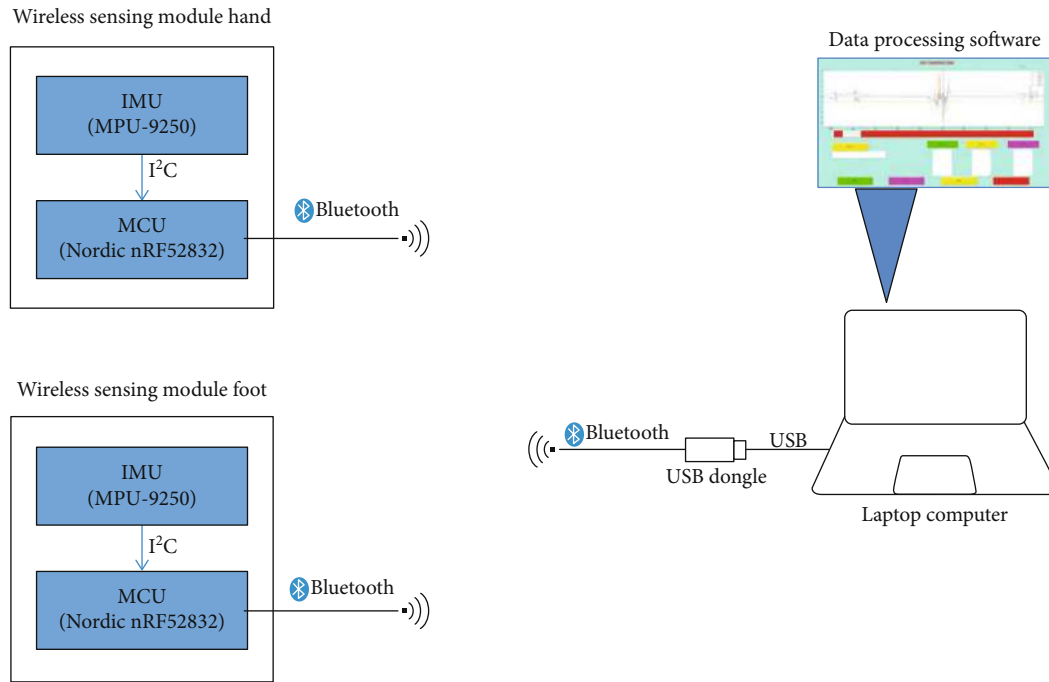 Wireless sensing module hand
IMU
(MPU-9250)
I²C
MCU
(Nordic nRF52832)
Bluetooth
Wireless sensing module foot
IMU
(MPU-9250)
I²C
MCU
(Nordic nRF52832)
Bluetooth
Data processing software
Bluetooth
USB
USB dongle
Laptop computer